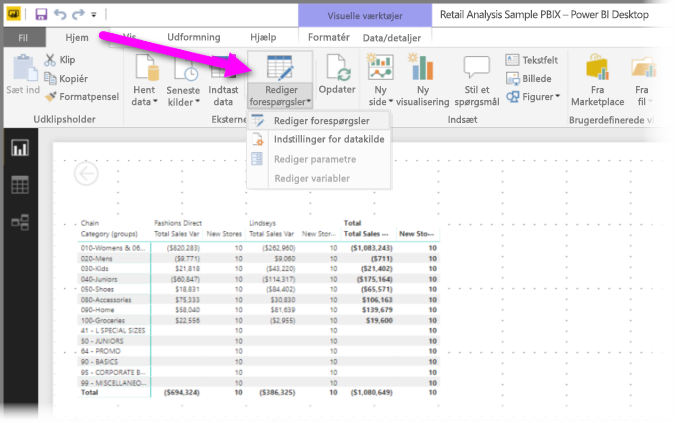 Visuelle værktøjer
Retail Analysis Sample PBIX – Power BI Desktop
Fil Hjem Vis Udformning Hjælp Formatér Data/detaljer
Sæt ind
Klip
Kopiér
Formatpensel
Hent data
Seneste kilder
Indtast data
Rediger forespørgsler
Opdater
Ny side
Ny visualisering
Stil et spørgsmål
Tekstfelt
Billede
Figurer
Fra Marketplace
Fra fil
Udklipsholder Eksterne Indsæt Brugerdefinerede
Rediger forespørgsler
Indstillinger for datakilde
Rediger parametre
Rediger variabler
Chain Fashions Direct Lindseys Total
Category (groups) Total Sales Var New Stores Total Sales Var New Stor... Total Sales ... New Sto...
010-Womens & 06... ($820,283) 10 ($262,960) 10 ($1,083,243) 10
020-Mens ($9,771) 10 $9,060 10 ($711) 10
030-Kids $21,818 10 ($43,220) 10 ($21,402) 10
040-Juniors ($60,847) 10 ($114,317) 10 ($175,164) 10
050-Shoes $18,831 10 ($84,402) 10 ($65,571) 10
080-Accessories $75,333 10 $30,830 10 $106,163 10
090-Home $58,040 10 $81,639 10 $139,679 10
100-Groceries $22,556 10 ($2,955) 10 $19,600 10
41 - L SPECIAL SIZES 10 10 10
50 - JUNIORS 10 10 10
64 - PROMO 10 10 10
90 - BASICS 10 10 10
95 - CORPORATE B... 10 10 10
99 - MISCELLANEO... 10 10 10
Total ($694,324) 10 ($386,325) 10 ($1,080,649) 10